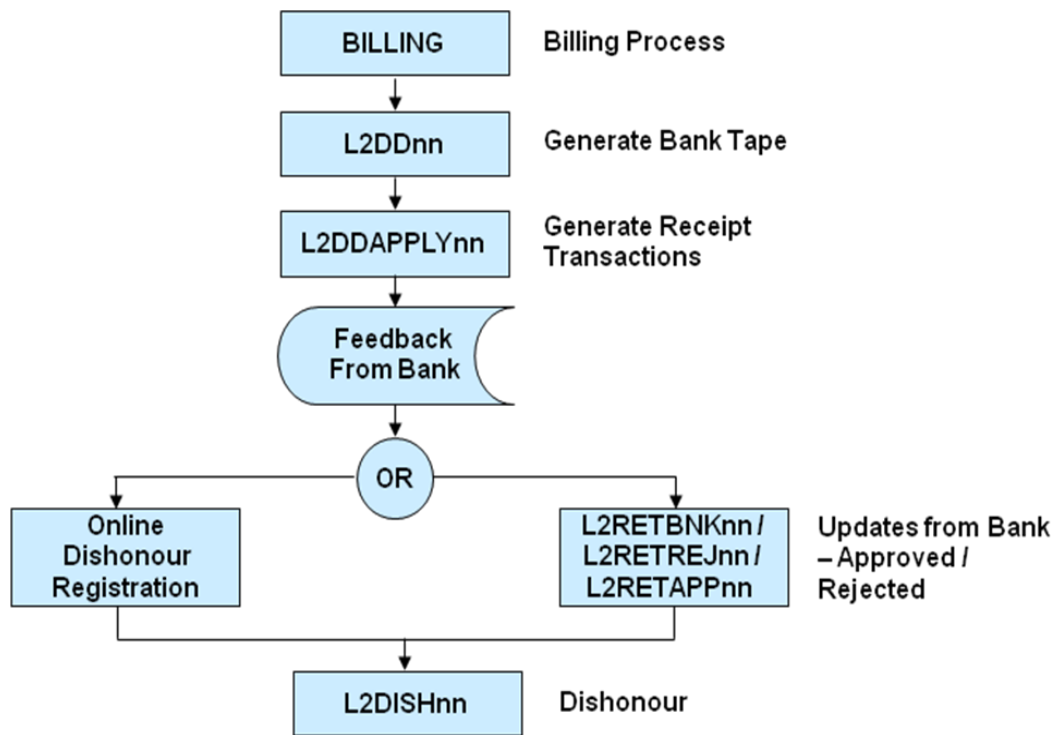 BILLING
Billing Process
L2DDnn
Generate Bank Tape
L2DDAPPLYnn
Generate Receipt
Transactions
Feedback
From Bank
OR
Online
Dishonour
Registration
L2RETBNKnn /
L2RETREJnn /
L2RETAPPnn
Updates from Bank
– Approved /
Rejected
L2DISHnn
Dishonour